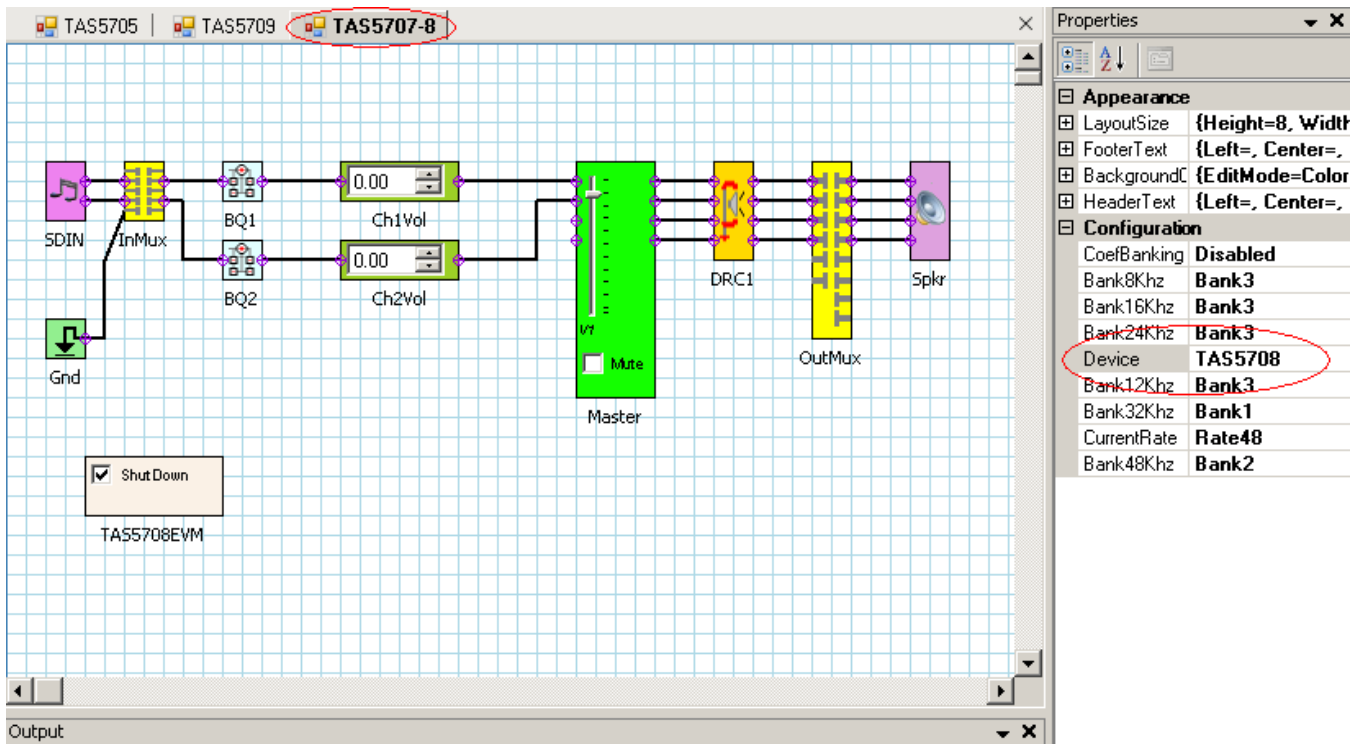 TAS5705 TAS5709 TAS5707-8
Properties
Appearance
LayoutSize {Height=8, Width
FooterText {Left=, Center=,
BackgroundC {EditMode=Color
HeaderText {Left=, Center=,
Configuration
CoefBanking Disabled
Bank8Khz Bank3
Bank16Khz Bank3
Bank24Khz Bank3
Device TAS5708
Bank12Khz Bank3
Bank32Khz Bank1
CurrentRate Rate48
Bank48Khz Bank2
SDIN
InMux
BQ1
0.00
Ch1Vol
BQ2
0.00
Ch2Vol
Gnd
Mute
Master
DRC1
OutMux
Spkr
ShutDown
TAS5708EVM
Output